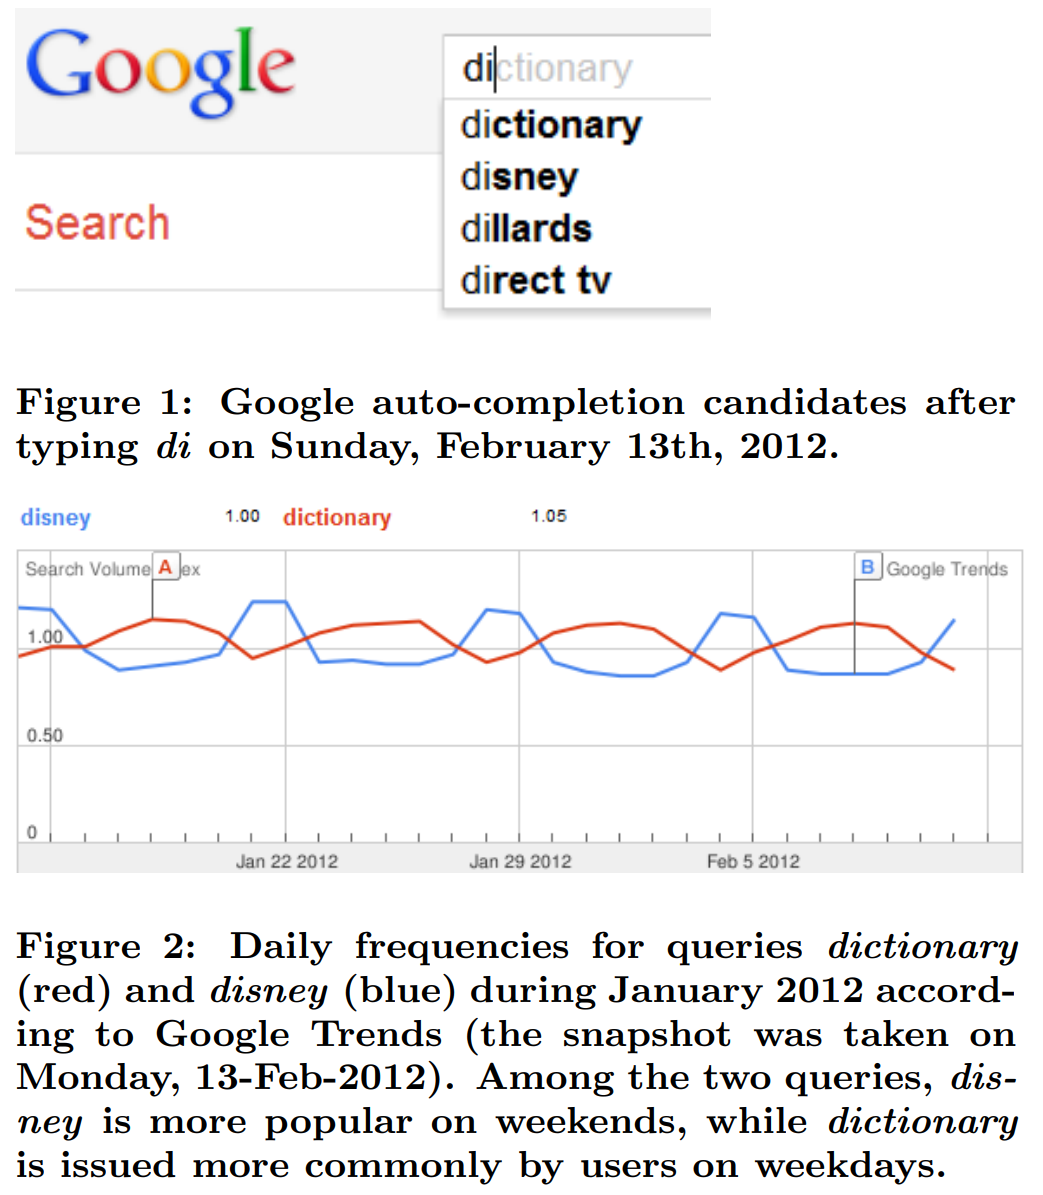 Google
dictionary
dictionary
disney
dillards
direct tv
Search
Figure 1: Google auto-completion candidates after
typing di on Sunday, February 13th, 2012.
disney 1.00 dictionary 1.05
Search Volume A ex B Google Trends
1.00
0.50
0
Jan 22 2012 Jan 29 2012 Feb 5 2012
Figure 2: Daily frequencies for queries dictionary
(red) and disney (blue) during January 2012 accord-
ing to Google Trends (the snapshot was taken on
Monday, 13-Feb-2012). Among the two queries, dis-
ney is more popular on weekends, while dictionary
is issued more commonly by users on weekdays.